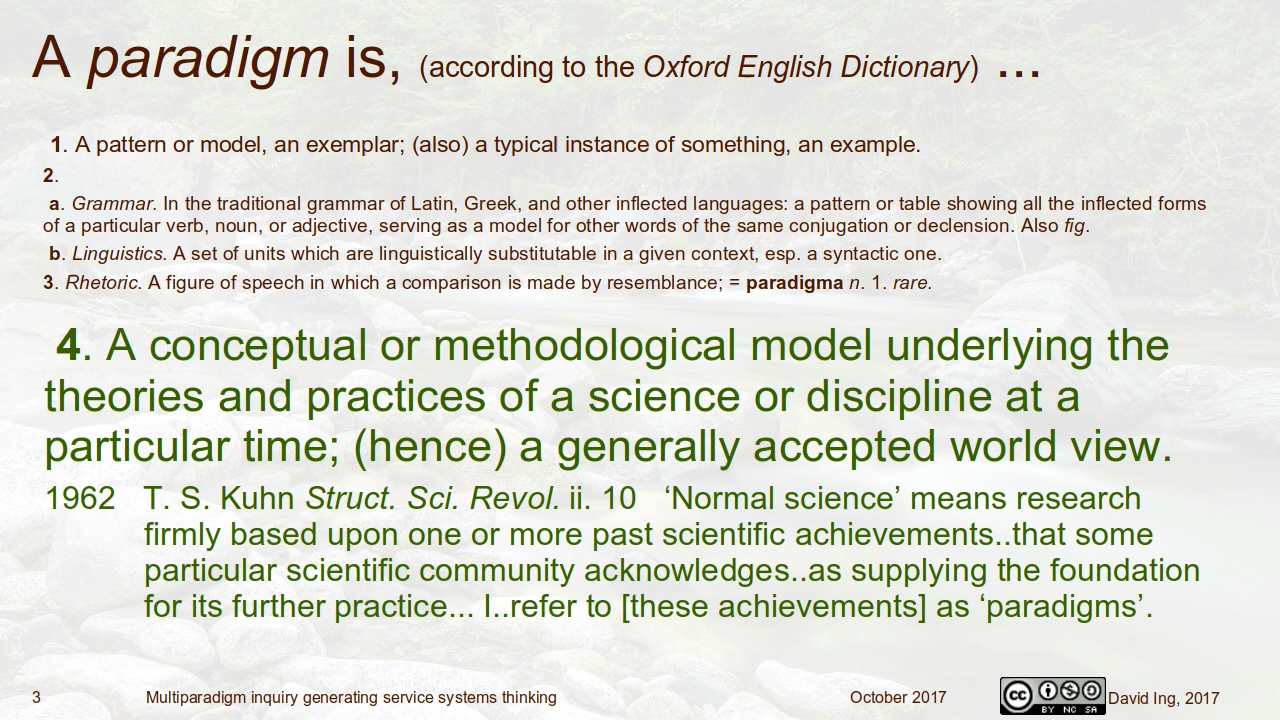 A paradigm is, (according to the Oxford English Dictionary) ...
1. A pattern or model, an exemplar; (also) a typical instance of something, an example.
2.
a. Grammar. In the traditional grammar of Latin, Greek, and other inflected languages: a pattern or table showing all the inflected forms
of a particular verb, noun, or adjective, serving as a model for other words of the same conjugation or declension. Also fig.
b. Linguistics. A set of units which are linguistically substitutable in a given context, esp. a syntactic one.
3. Rhetoric. A figure of speech in which a comparison is made by resemblance; = paradigma n. 1. rare.
4. A conceptual or methodological model underlying the
theories and practices of a science or discipline at a
particular time; (hence) a generally accepted world view.
1962 T. S. Kuhn Struct. Sci. Revol. ii. 10 ‘Normal science’ means research
firmly based upon one or more past scientific achievements..that some
particular scientific community acknowledges..as supplying the foundation
for its further practice... I..refer to [these achievements] as ‘paradigms’.
3 Multiparadigm inquiry generating service systems thinking October 2017 cc BY NC SA David Ing, 2017